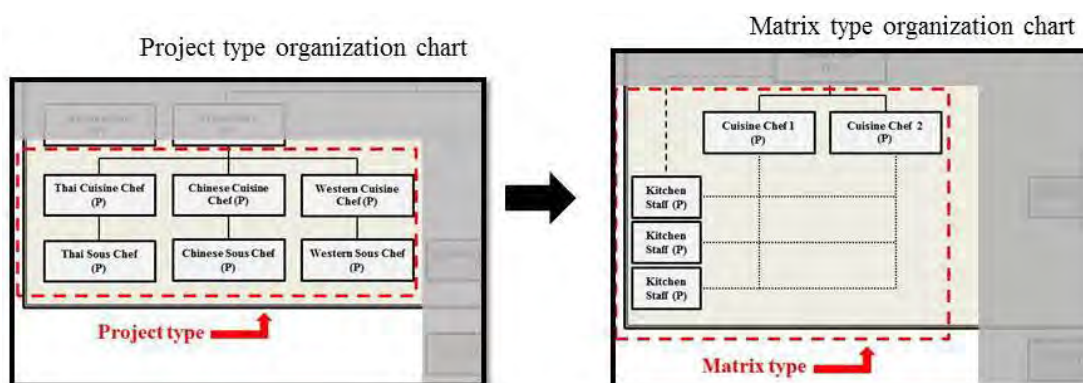 Project type organization chart
Thai Cuisine Chef
(P)
Chinese Cuisine
Chef (P)
Western Cuisine
Chef (P)
Thai Sous Chef
(P)
Chinese Sous Chef
(P)
Western Sous Chef
(P)
Project type
Matrix type organization chart
Cuisine Chef 1
(P)
Cuisine Chef 2
(P)
Kitchen
Staff (P)
Kitchen
Staff (P)
Kitchen
Staff (P)
Matrix type